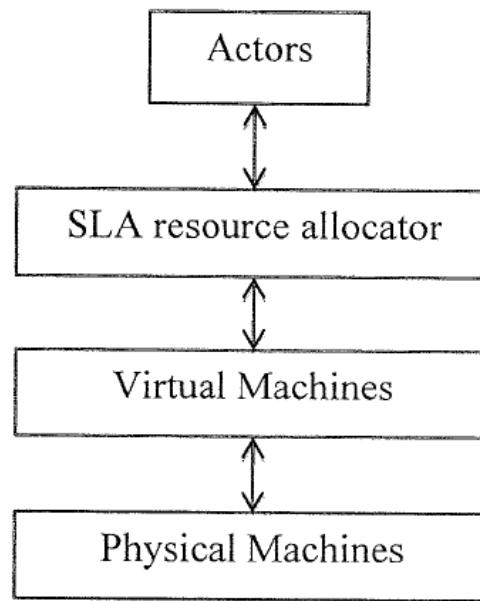 Actors
SLA resource allocator
Virtual Machines
Physical Machines